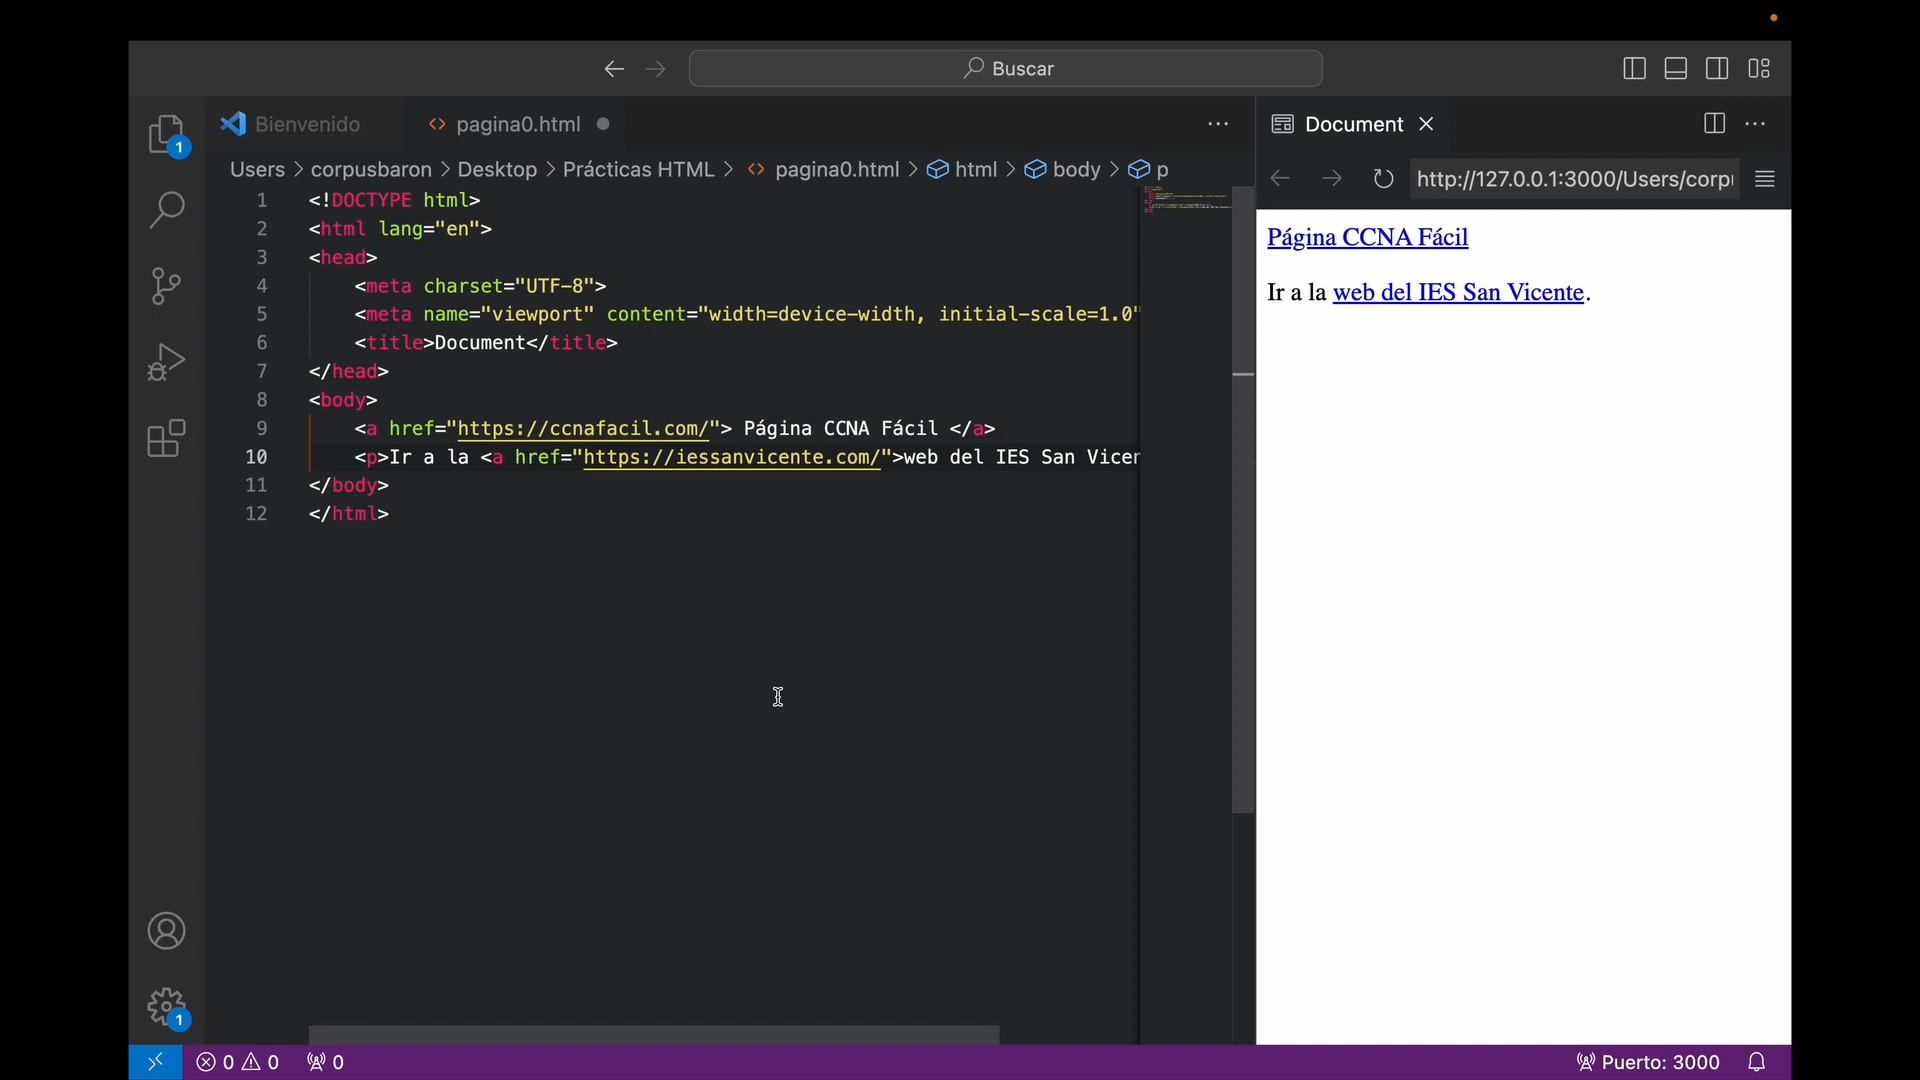 Buscar
Bienvenido
pagina0.html
Document
Users > corpusbaron > Desktop > Prácticas HTML > <> pagina0.html > html > body > p
http://127.0.0.1:3000/Users/corpu
1 <!DOCTYPE html>
2 <html lang="en">
3 <head>
4 <meta charset="UTF-8">
5 <meta name="viewport" content="width=device-width, initial-scale=1.0"
6 <title>Document</title>
7 </head>
8 <body>
9 <a href="https://ccnafacil.com/"> Página CCNA Fácil </a>
10 <p>Ir a la <a href="https://iessanvicente.com/">web del IES San Vicen
11 </body>
12 </html>
Página CCNA Fácil
Ir a la web del IES San Vicente.
1
1
0 0 0
Puerto: 3000